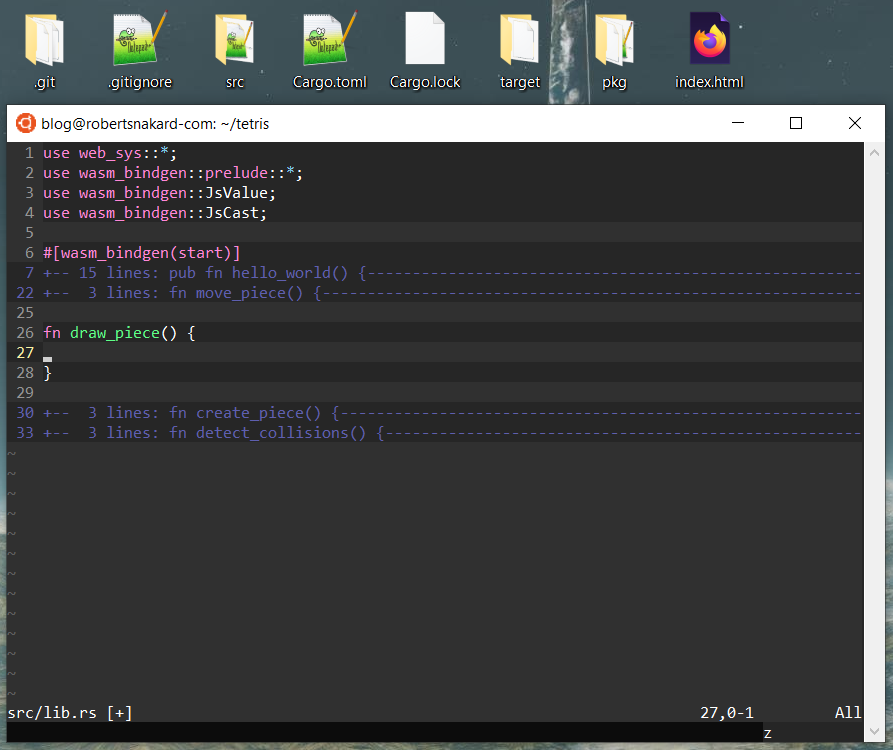 .git .gitignore src Cargo.toml Cargo.lock target pkg index.html
blog@robertsnakard-com: ~/tetris
1 use web_sys::*;
2 use wasm_bindgen::prelude::*;
3 use wasm_bindgen::JsValue;
4 use wasm_bindgen::JsCast;
5
6 #[wasm_bindgen(start)]
7 +-- 15 lines: pub fn hello_world() {-------------------------------------------------------
22 +--  3 lines: fn move_piece() {------------------------------------------------------------
25
26 fn draw_piece() {
27
28 }
29
30 +--  3 lines: fn create_piece() {----------------------------------------------------------
33 +--  3 lines: fn detect_collisions() {-----------------------------------------------------
~
~
~
~
~
~
~
~
~
~
~
~
~
src/lib.rs [+] 27,0-1 All
z